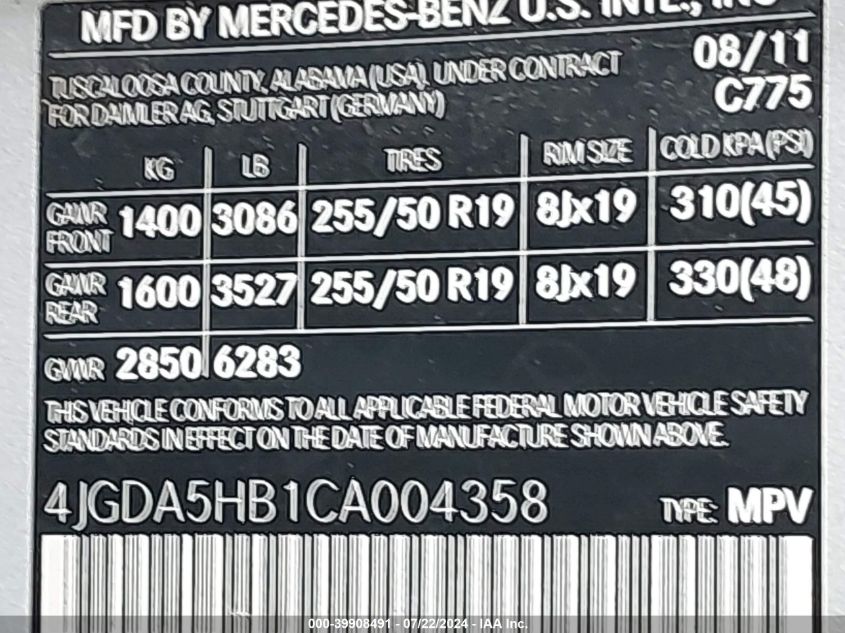 MFD BY MERCEDES-BENZ U.S. INTL., INC
TUSCALOOSA COUNTY, ALABAMA (USA), UNDER CONTRACT 08/11
FOR DAIMLER AG, STUTTGART (GERMANY) C775
KG LB TIRES RIM SIZE COLD KPA (PSI)
GAWR FRONT 1400 3086 255/50 R19 8Jx19 310(45)
GAWR REAR 1600 3527 255/50 R19 8Jx19 330(48)
GVWR 2850 6283
THIS VEHICLE CONFORMS TO ALL APPLICABLE FEDERAL MOTOR VEHICLE SAFETY
STANDARDS IN EFFECT ON THE DATE OF MANUFACTURE SHOWN ABOVE.
4JGDA5HB1CA004358 TYPE: MPV
000-39908491 - 07/22/2024 - IAA Inc.